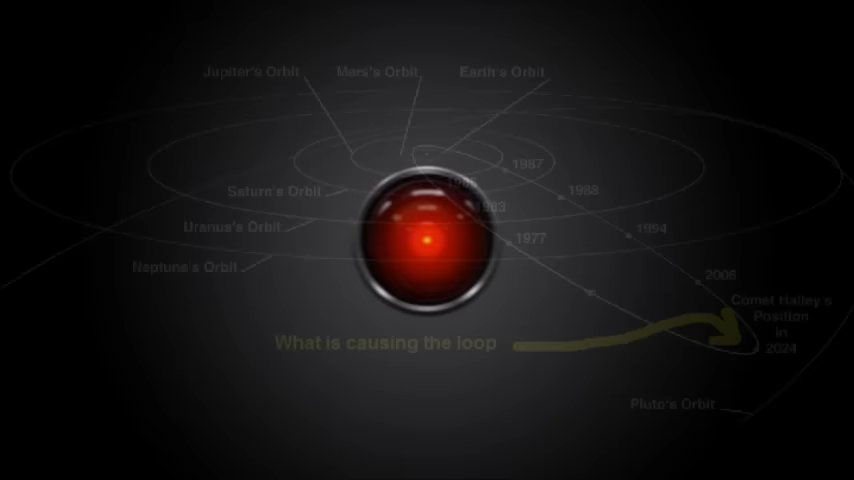 Jupiter's Orbit
Mars's Orbit
Earth's Orbit
1987
1988
1983
Saturn's Orbit
Uranus's Orbit
1994
1977
Neptune's Orbit
2006
Comet Halley's
Position
in
2024
What is causing the loop
Pluto's Orbit